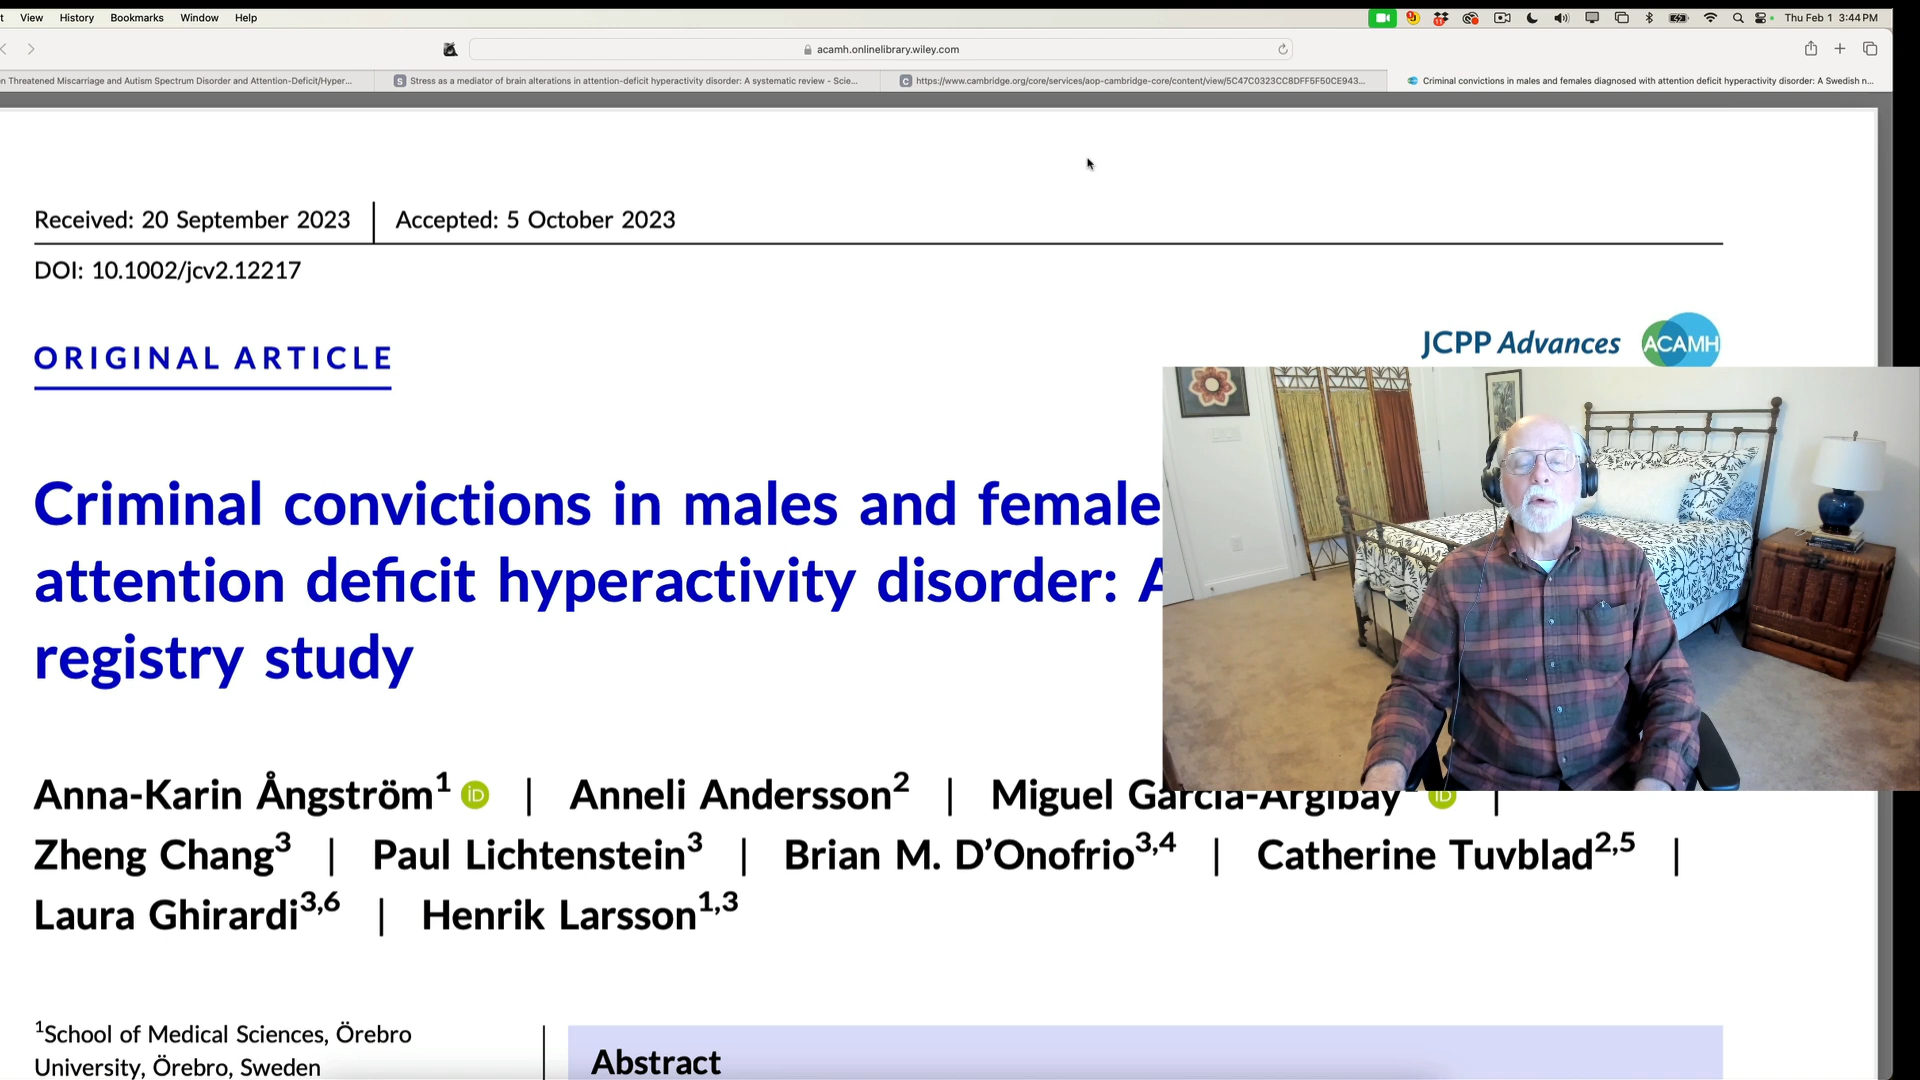 View History Bookmarks Window Help Thu Feb 1 3:44 PM
acamh.onlinelibrary.wiley.com
Threatened Miscarriage and Autism Spectrum Disorder and Attention-Deficit/Hyper... S Stress as a mediator of brain alterations in attention-deficit hyperactivity disorder: A systematic review - Scie... C https://www.cambridge.org/core/services/aop-cambridge-core/content/view/5C47C0323CC8DFF5F50CE943... Criminal convictions in males and females diagnosed with attention deficit hyperactivity disorder: A Swedish n...
Received: 20 September 2023 | Accepted: 5 October 2023
DOI: 10.1002/jcv2.12217
ORIGINAL ARTICLE
JCPP Advances ACAMH
Criminal convictions in males and female
attention deficit hyperactivity disorder: A
registry study
Anna-Karin Ångström1 iD | Anneli Andersson2 | Miguel Garcia-Argibay iD |
Zheng Chang3 | Paul Lichtenstein3 | Brian M. D’Onofrio3,4 | Catherine Tuvblad2,5 |
Laura Ghirardi3,6 | Henrik Larsson1,3
1School of Medical Sciences, Örebro
University, Örebro, Sweden
Abstract